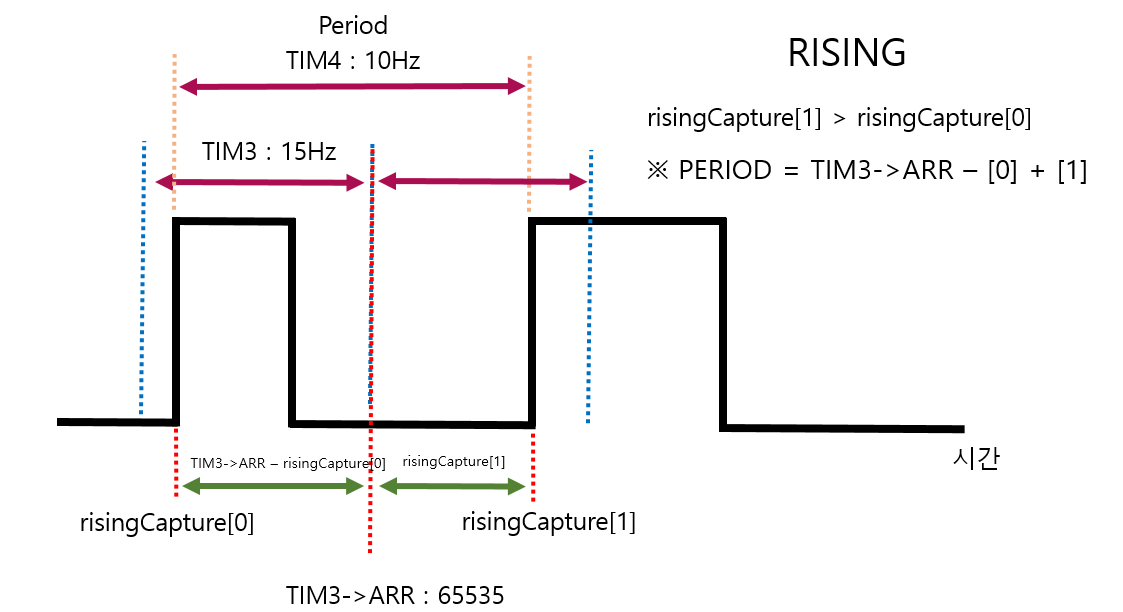 Period
TIM4 : 10Hz
RISING
risingCapture[1] > risingCapture[0]
TIM3 : 15Hz
※ PERIOD = TIM3->ARR – [0] + [1]
시간
TIM3->ARR – risingCapture[0]
risingCapture[1]
risingCapture[0]
risingCapture[1]
TIM3->ARR : 65535